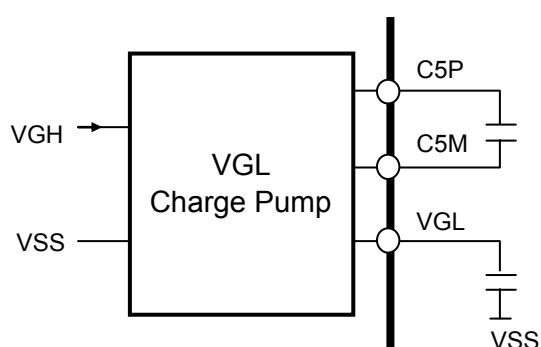 C5P
VGH
C5M
VGL
Charge Pump
VSS
VGL
VSS